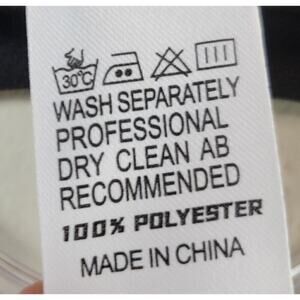 30°C
WASH SEPARATELY
PROFESSIONAL
DRY CLEAN AB
RECOMMENDED
100% POLYESTER
MADE IN CHINA